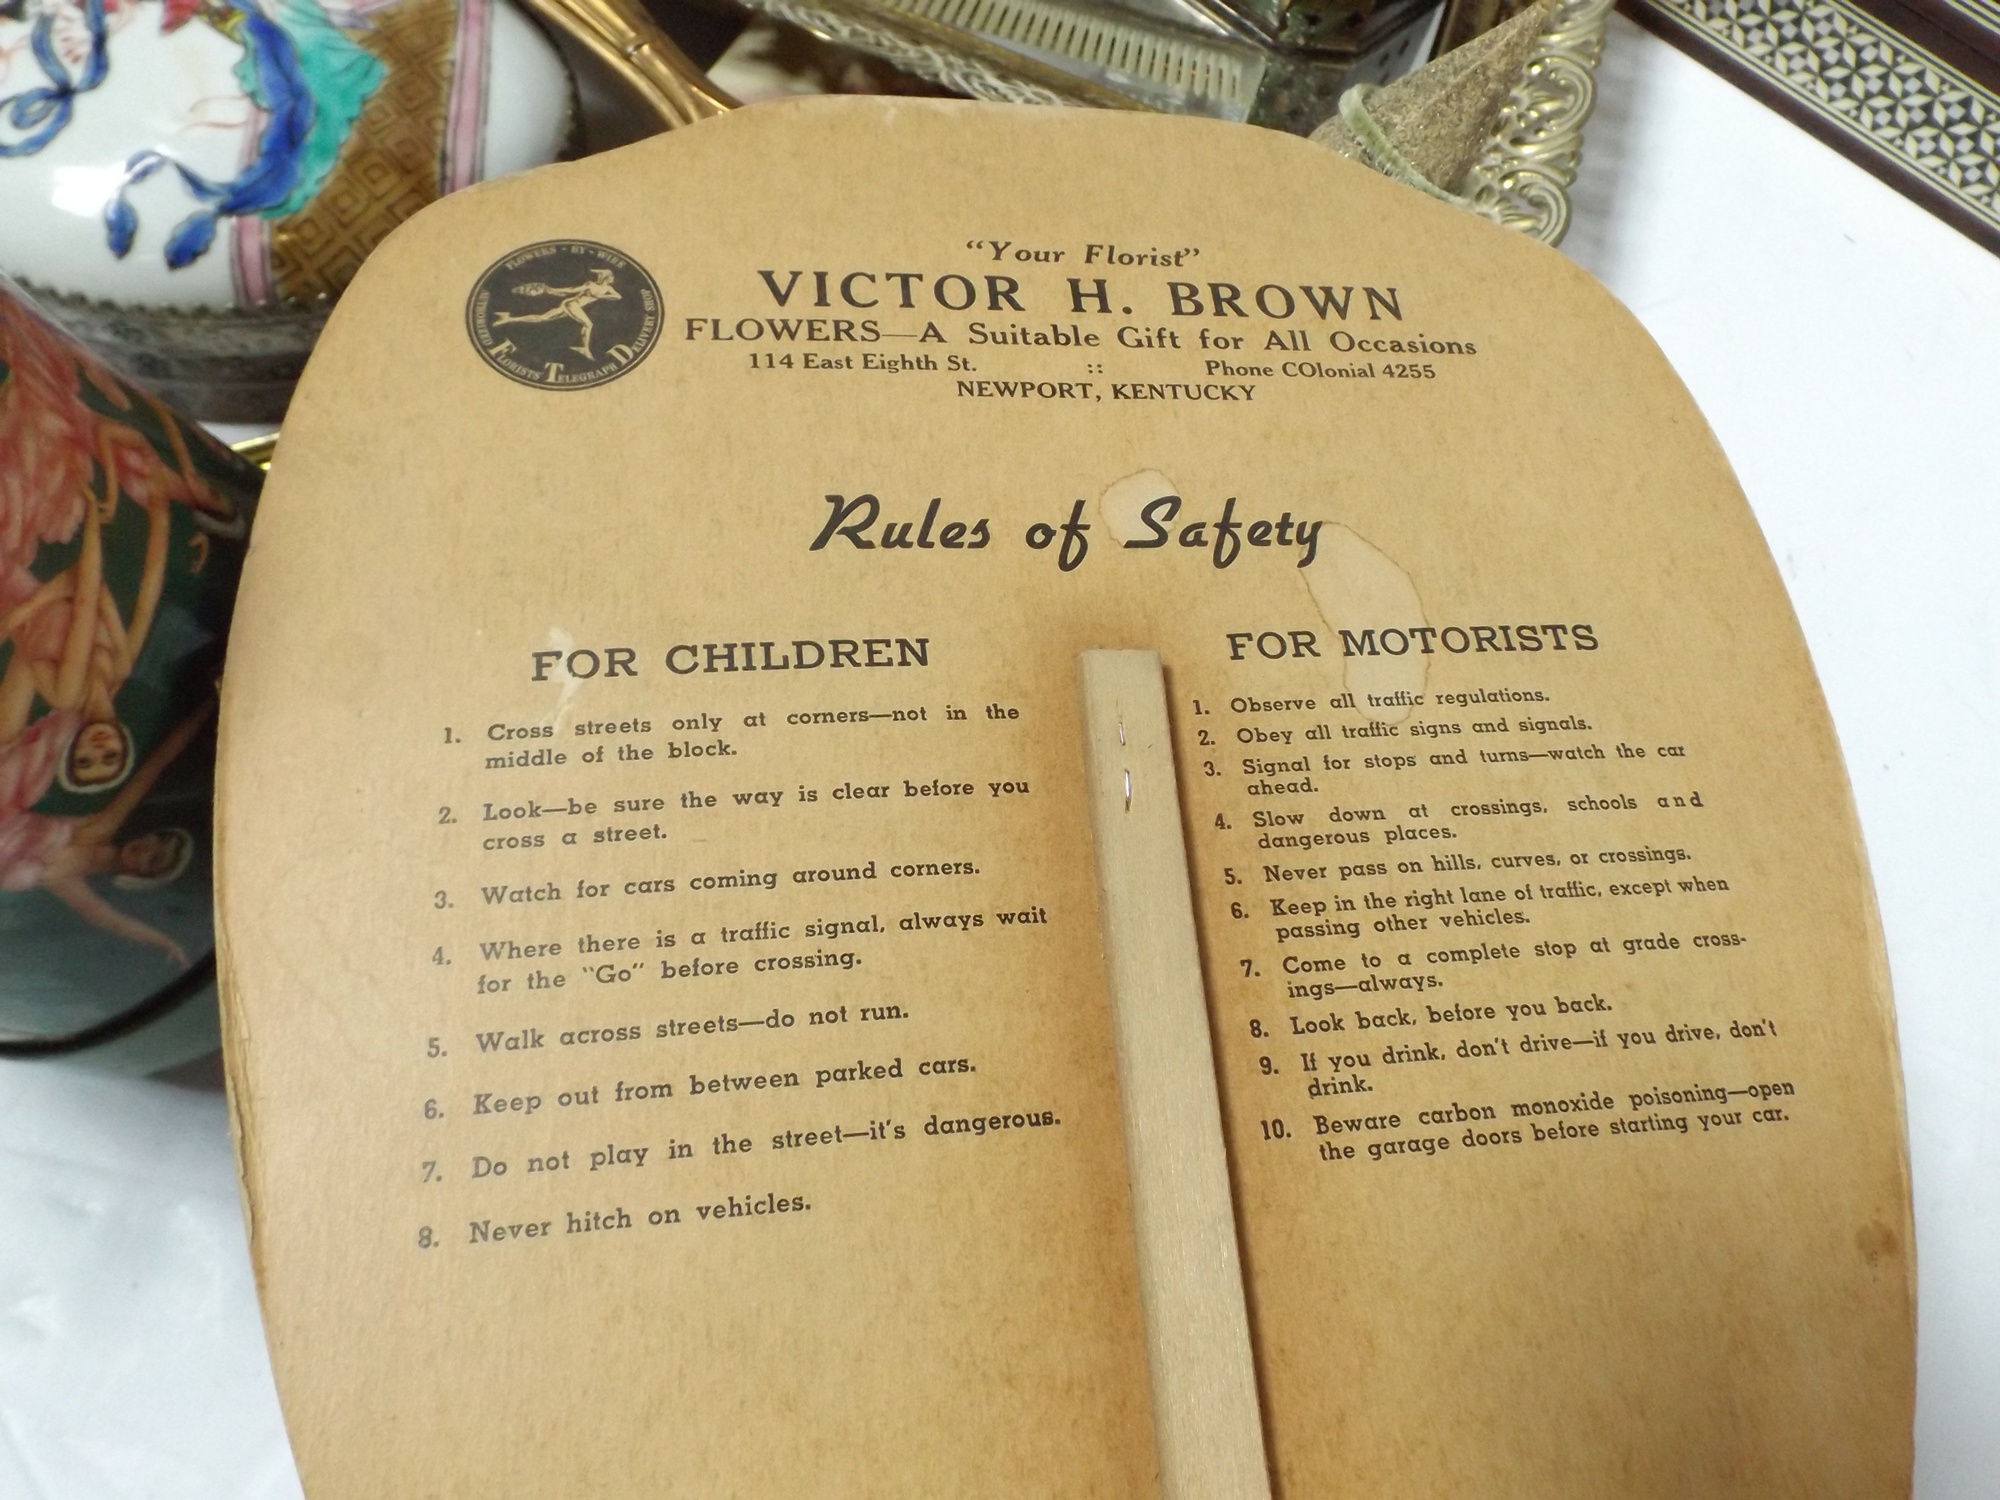 FLOWERS - BY - WIRE
AUTHORIZED
DELIVERY SHOP
FLORISTS TELEGRAPH DELIVERY
"Your Florist"
VICTOR H. BROWN
FLOWERS—A Suitable Gift for All Occasions
114 East Eighth St. :: Phone COlonial 4255
NEWPORT, KENTUCKY
Rules of Safety
FOR CHILDREN
1. Cross streets only at corners—not in the
middle of the block.
2. Look—be sure the way is clear before you
cross a street.
3. Watch for cars coming around corners.
4. Where there is a traffic signal, always wait
for the "Go" before crossing.
5. Walk across streets—do not run.
6. Keep out from between parked cars.
7. Do not play in the street—it's dangerous.
8. Never hitch on vehicles.
FOR MOTORISTS
1. Observe all traffic regulations.
2. Obey all traffic signs and signals.
3. Signal for stops and turns—watch the car
ahead.
4. Slow down at crossings, schools and
dangerous places.
5. Never pass on hills, curves, or crossings.
6. Keep in the right lane of traffic, except when
passing other vehicles.
7. Come to a complete stop at grade cross-
ings—always.
8. Look back, before you back.
9. If you drink, don't drive—if you drive, don't
drink.
10. Beware carbon monoxide poisoning—open
the garage doors before starting your car.